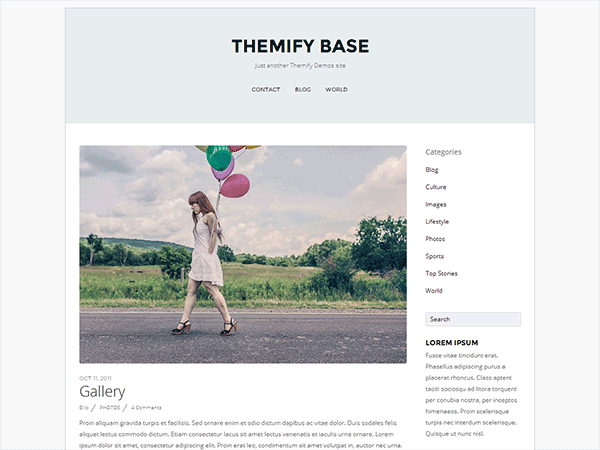 THEMIFY BASE
Just another Themify Demos site
CONTACT BLOG WORLD
Categories
Blog
Culture
Images
Lifestyle
Photos
Sports
Top Stories
World
Search
LOREM IPSUM
Fusce vitae tincidunt erat.
Phasellus adipiscing purus a
placerat rhoncus. Class aptent
taciti sociosqu ad litora torquent
per conubia nostra, per inceptos
himenaeos. Proin scelerisque
turpis nec interdum scelerisque.
Quisque ut nunc nisl.
OCT 11, 2011
Gallery
/ PHOTOS / 4 Comments
Proin aliquam gravida turpis et facilisis. Sed ornare enim et odio dictum dapibus ac vitae dolor. Duis sodales felis
aliquet lectus commodo dictum. Etiam consectetur lacus sit amet lectus venenatis et iaculis urna ornare. Lorem
ipsum dolor sit amet, consectetur adipiscing elit. Proin erat leo, condimentum sit amet volutpat in, auctor nec urna.